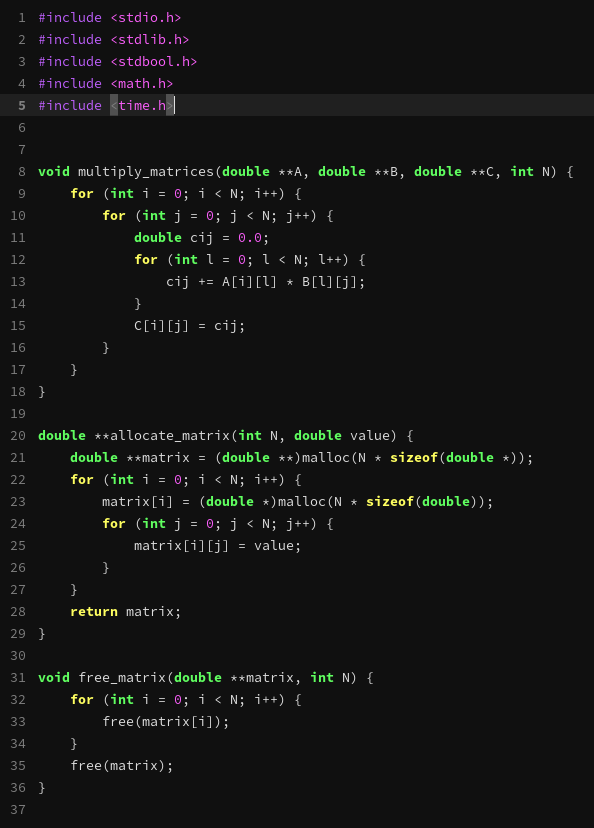 1 #include <stdio.h>
2 #include <stdlib.h>
3 #include <stdbool.h>
4 #include <math.h>
5 #include <time.h>
6
7
8 void multiply_matrices(double **A, double **B, double **C, int N) {
9     for (int i = 0; i < N; i++) {
10         for (int j = 0; j < N; j++) {
11             double cij = 0.0;
12             for (int l = 0; l < N; l++) {
13                 cij += A[i][l] * B[l][j];
14             }
15             C[i][j] = cij;
16         }
17     }
18 }
19
20 double **allocate_matrix(int N, double value) {
21     double **matrix = (double **)malloc(N * sizeof(double *));
22     for (int i = 0; i < N; i++) {
23         matrix[i] = (double *)malloc(N * sizeof(double));
24         for (int j = 0; j < N; j++) {
25             matrix[i][j] = value;
26         }
27     }
28     return matrix;
29 }
30
31 void free_matrix(double **matrix, int N) {
32     for (int i = 0; i < N; i++) {
33         free(matrix[i]);
34     }
35     free(matrix);
36 }
37